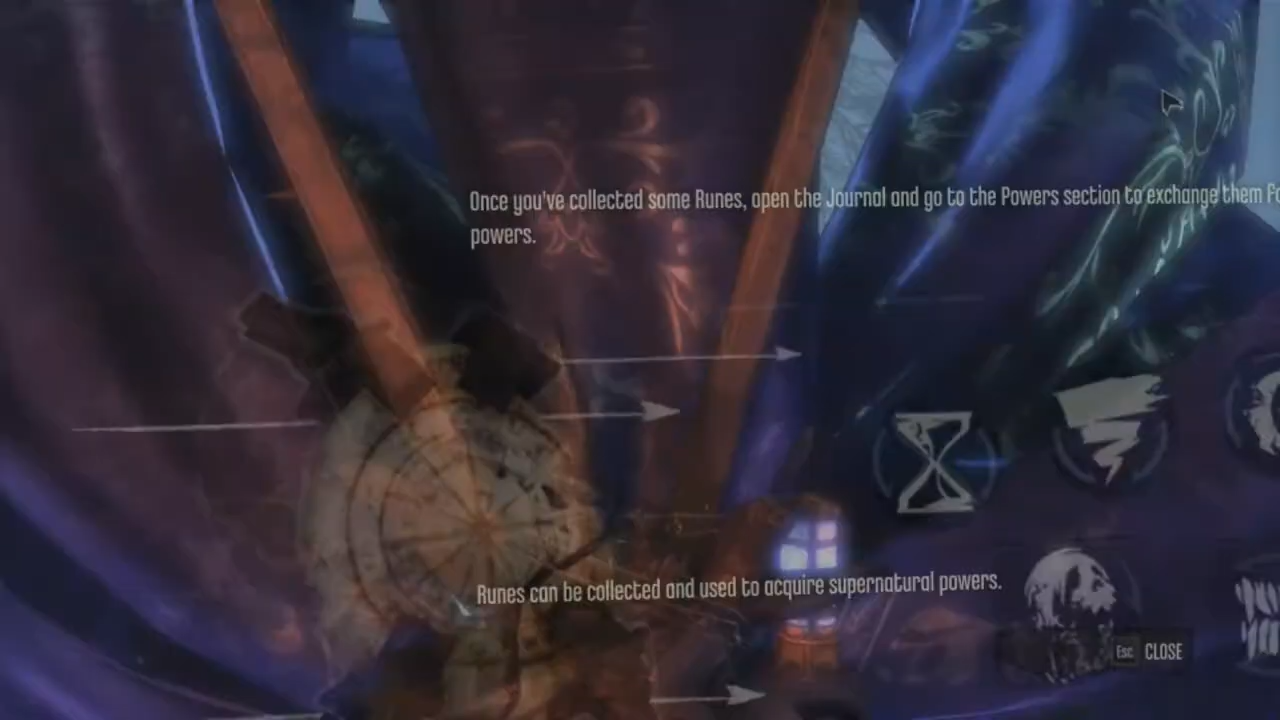 Once you've collected some Runes, open the Journal and go to the Powers section to exchange them fo
powers.
Runes can be collected and used to acquire supernatural powers.
Esc CLOSE